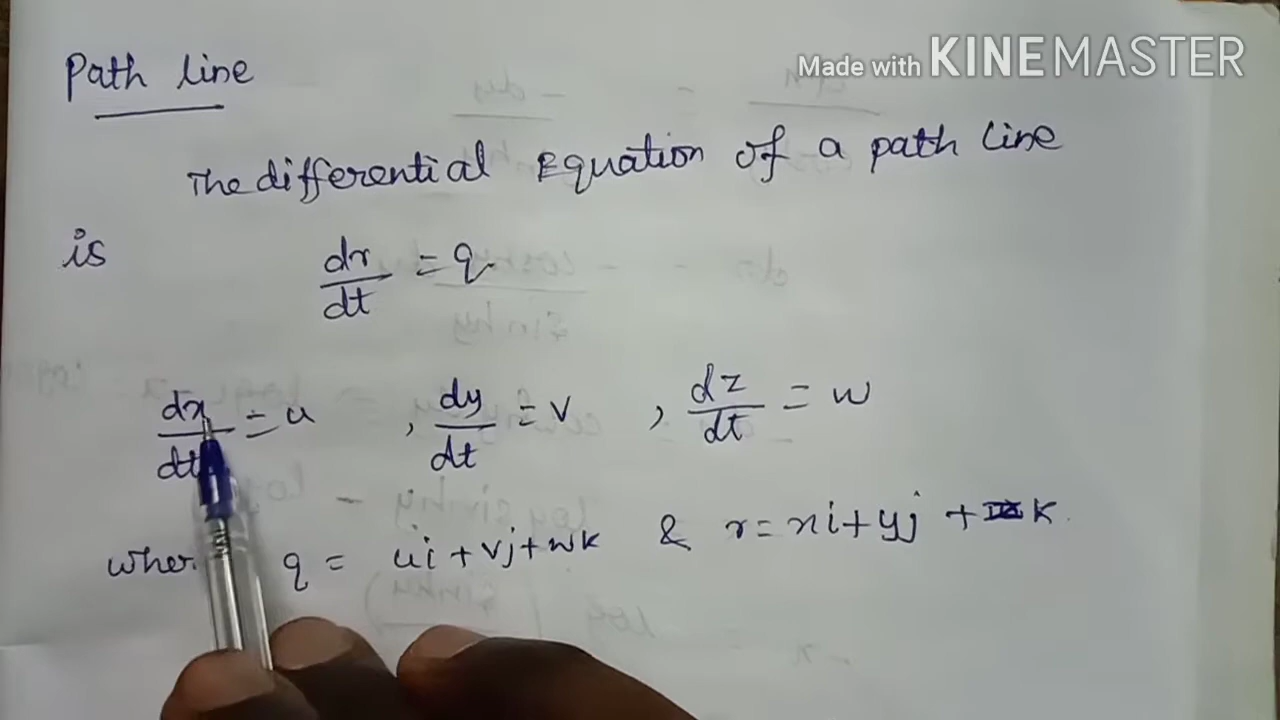 Made with KINEMASTER
Path line
The differential Equation of a path line
is dr/dt = q
dx/dt = u , dy/dt = v , dz/dt = w
wher q = ui + vj + wk & r = xi + yj + k